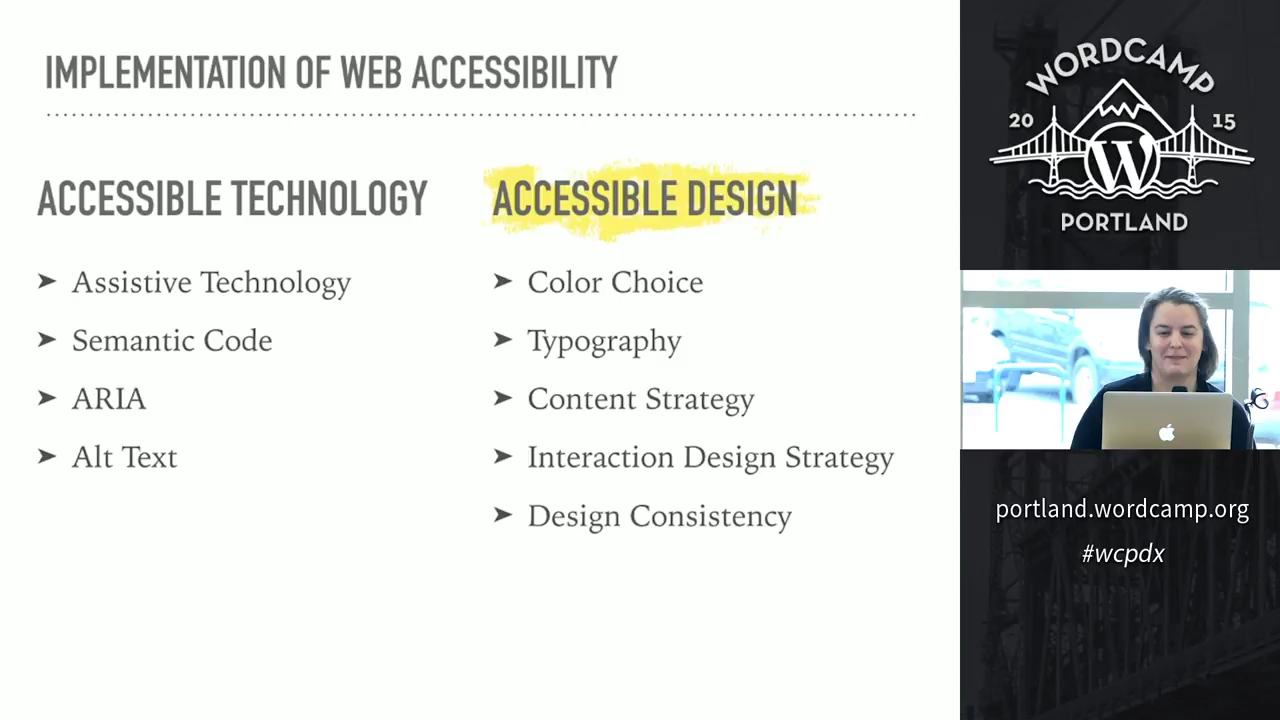 IMPLEMENTATION OF WEB ACCESSIBILITY
ACCESSIBLE TECHNOLOGY
➤ Assistive Technology
➤ Semantic Code
➤ ARIA
➤ Alt Text
ACCESSIBLE DESIGN
➤ Color Choice
➤ Typography
➤ Content Strategy
➤ Interaction Design Strategy
➤ Design Consistency
WORDCAMP
20 15
W
PORTLAND
portland.wordcamp.org
#wcpdx